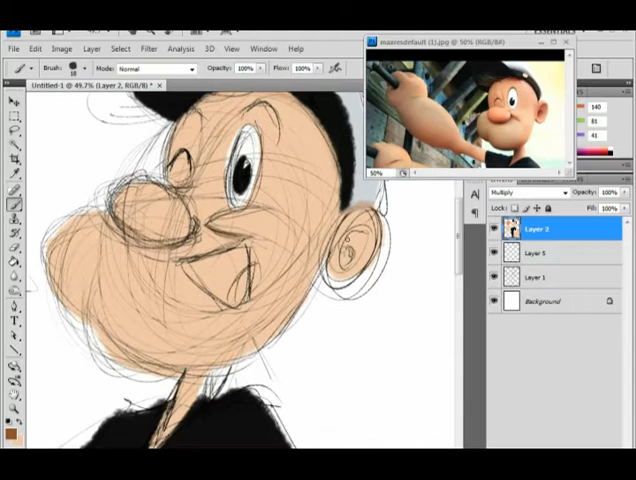 File Edit Image Layer Select Filter Analysis 3D View Window Help
Brush: 18 Mode: Normal Opacity: 100% Flow: 100%
Untitled-1 @ 49.7% (Layer 2, RGB/8) * ×
maxresdefault (1).jpg @ 50% (RGB/8#)
50%
140
81
41
Multiply Opacity: 100%
Lock: Fill: 100%
Layer 2
Layer 5
Layer 1
Background